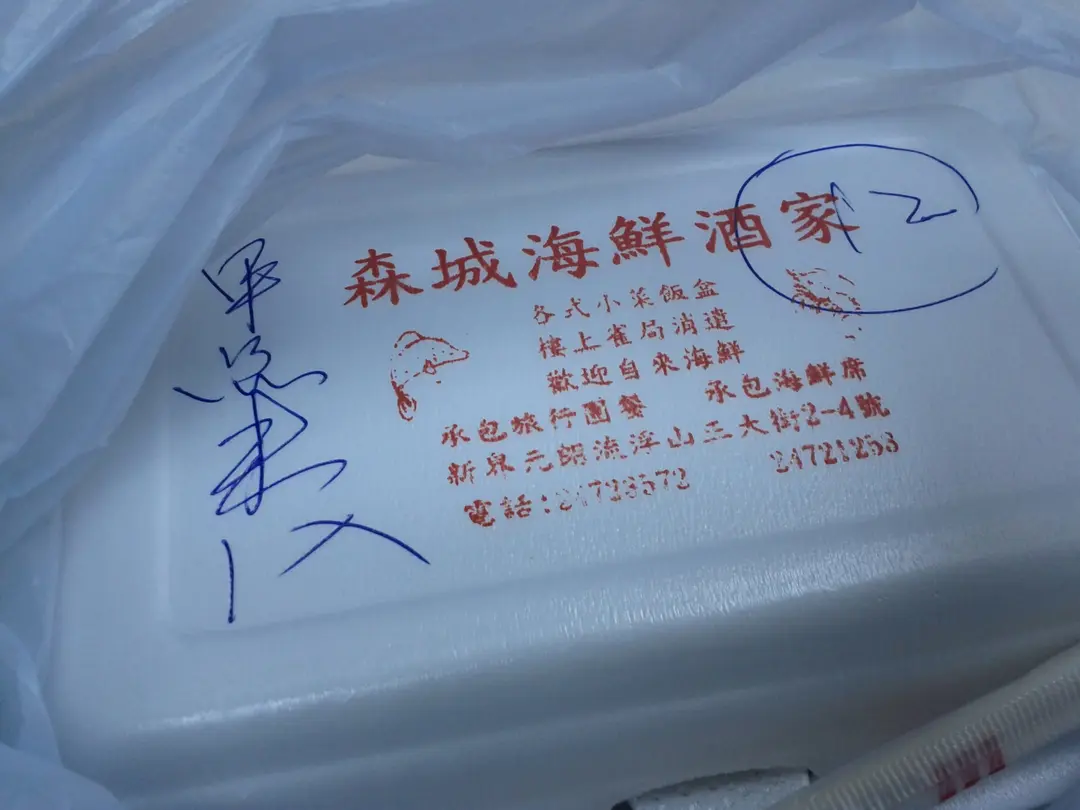 森城海鮮酒家
12
各式小菜飯盒
樓上雀局消遣
歡迎自來海鮮
承包旅行團餐 承包海鮮席
新界元朗流浮山正大街2-4號
電話:24723572 24721253